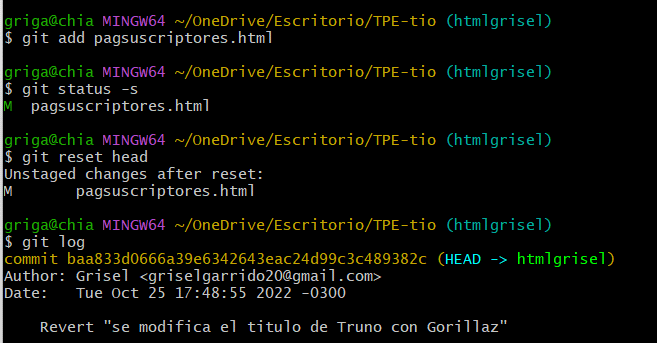 griga@chia MINGW64 ~/OneDrive/Escritorio/TPE-tio (htmlgrisel)
$ git add pagsuscriptores.html
griga@chia MINGW64 ~/OneDrive/Escritorio/TPE-tio (htmlgrisel)
$ git status -s
M  pagsuscriptores.html
griga@chia MINGW64 ~/OneDrive/Escritorio/TPE-tio (htmlgrisel)
$ git reset head
Unstaged changes after reset:
M       pagsuscriptores.html
griga@chia MINGW64 ~/OneDrive/Escritorio/TPE-tio (htmlgrisel)
$ git log
commit baa833d0666a39e6342643eac24d99c3c489382c (HEAD -> htmlgrisel)
Author: Grisel <griselgarrido20@gmail.com>
Date:   Tue Oct 25 17:48:55 2022 -0300
    Revert "se modifica el titulo de Truno con Gorillaz"